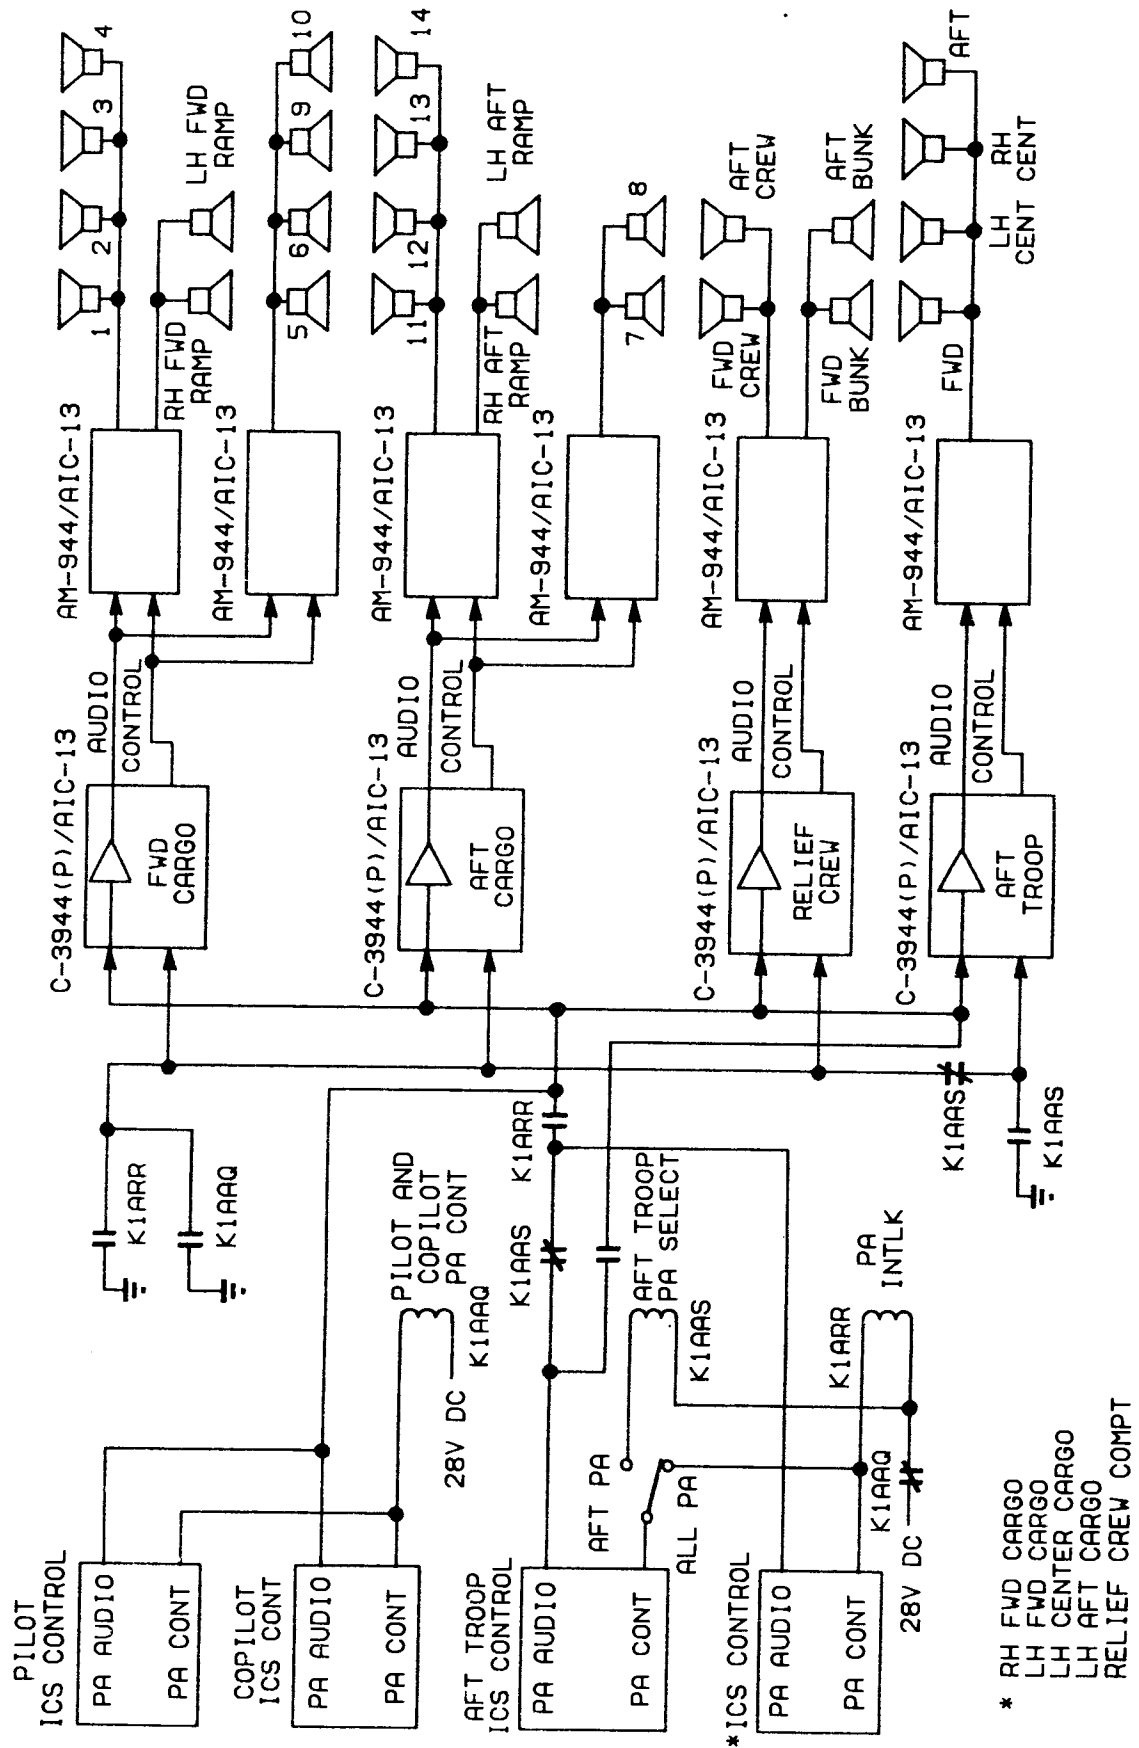 PILOT
ICS CONTROL
PA AUDIO
PA CONT
COPILOT
ICS CONT
PA AUDIO
PA CONT
AFT TROOP
ICS CONTROL
PA AUDIO
PA CONT
*ICS CONTROL
PA AUDIO
PA CONT
* RH FWD CARGO
LH FWD CARGO
LH CENTER CARGO
LH AFT CARGO
RELIEF CREW COMPT
28V DC
PILOT AND
COPILOT
PA CONT
K1AAQ
AFT PA
ALL PA
AFT TROOP
PA SELECT
K1AAS
28V DC
K1AAQ
K1ARR
PA
INTLK
K1ARR
K1AAQ
K1AAS
K1ARR
K1AAS
K1AAS
C-3944(P)/AIC-13
FWD
CARGO
AUDIO
CONTROL
C-3944(P)/AIC-13
AFT
CARGO
AUDIO
CONTROL
C-3944(P)/AIC-13
RELIEF
CREW
AUDIO
CONTROL
C-3944(P)/AIC-13
AFT
TROOP
AUDIO
CONTROL
AM-944/AIC-13
1
2
3
4
RH FWD
RAMP
LH FWD
RAMP
AM-944/AIC-13
5
6
9
10
AM-944/AIC-13
11
12
13
14
RH AFT
RAMP
LH AFT
RAMP
AM-944/AIC-13
7
8
AM-944/AIC-13
FWD
CREW
AFT
CREW
FWD
BUNK
AFT
BUNK
AM-944/AIC-13
FWD
LH
CENT
RH
CENT
AFT